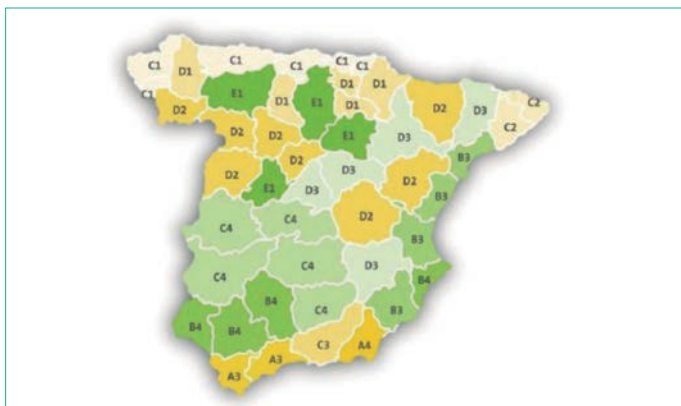 C1 C1 C1 C1 C1
C1 D1 D1 D1 D2 D3 C2
E1 D1 E1 D1 C2
D2 D2 D2 E1 D3 B3
D2 E1 D2 D3 D3 D2 B3
C4 C4 D2 B3
C4 C4 D3 B4
B4 B4 B4 C4 B3
A3 A3 C3 A4